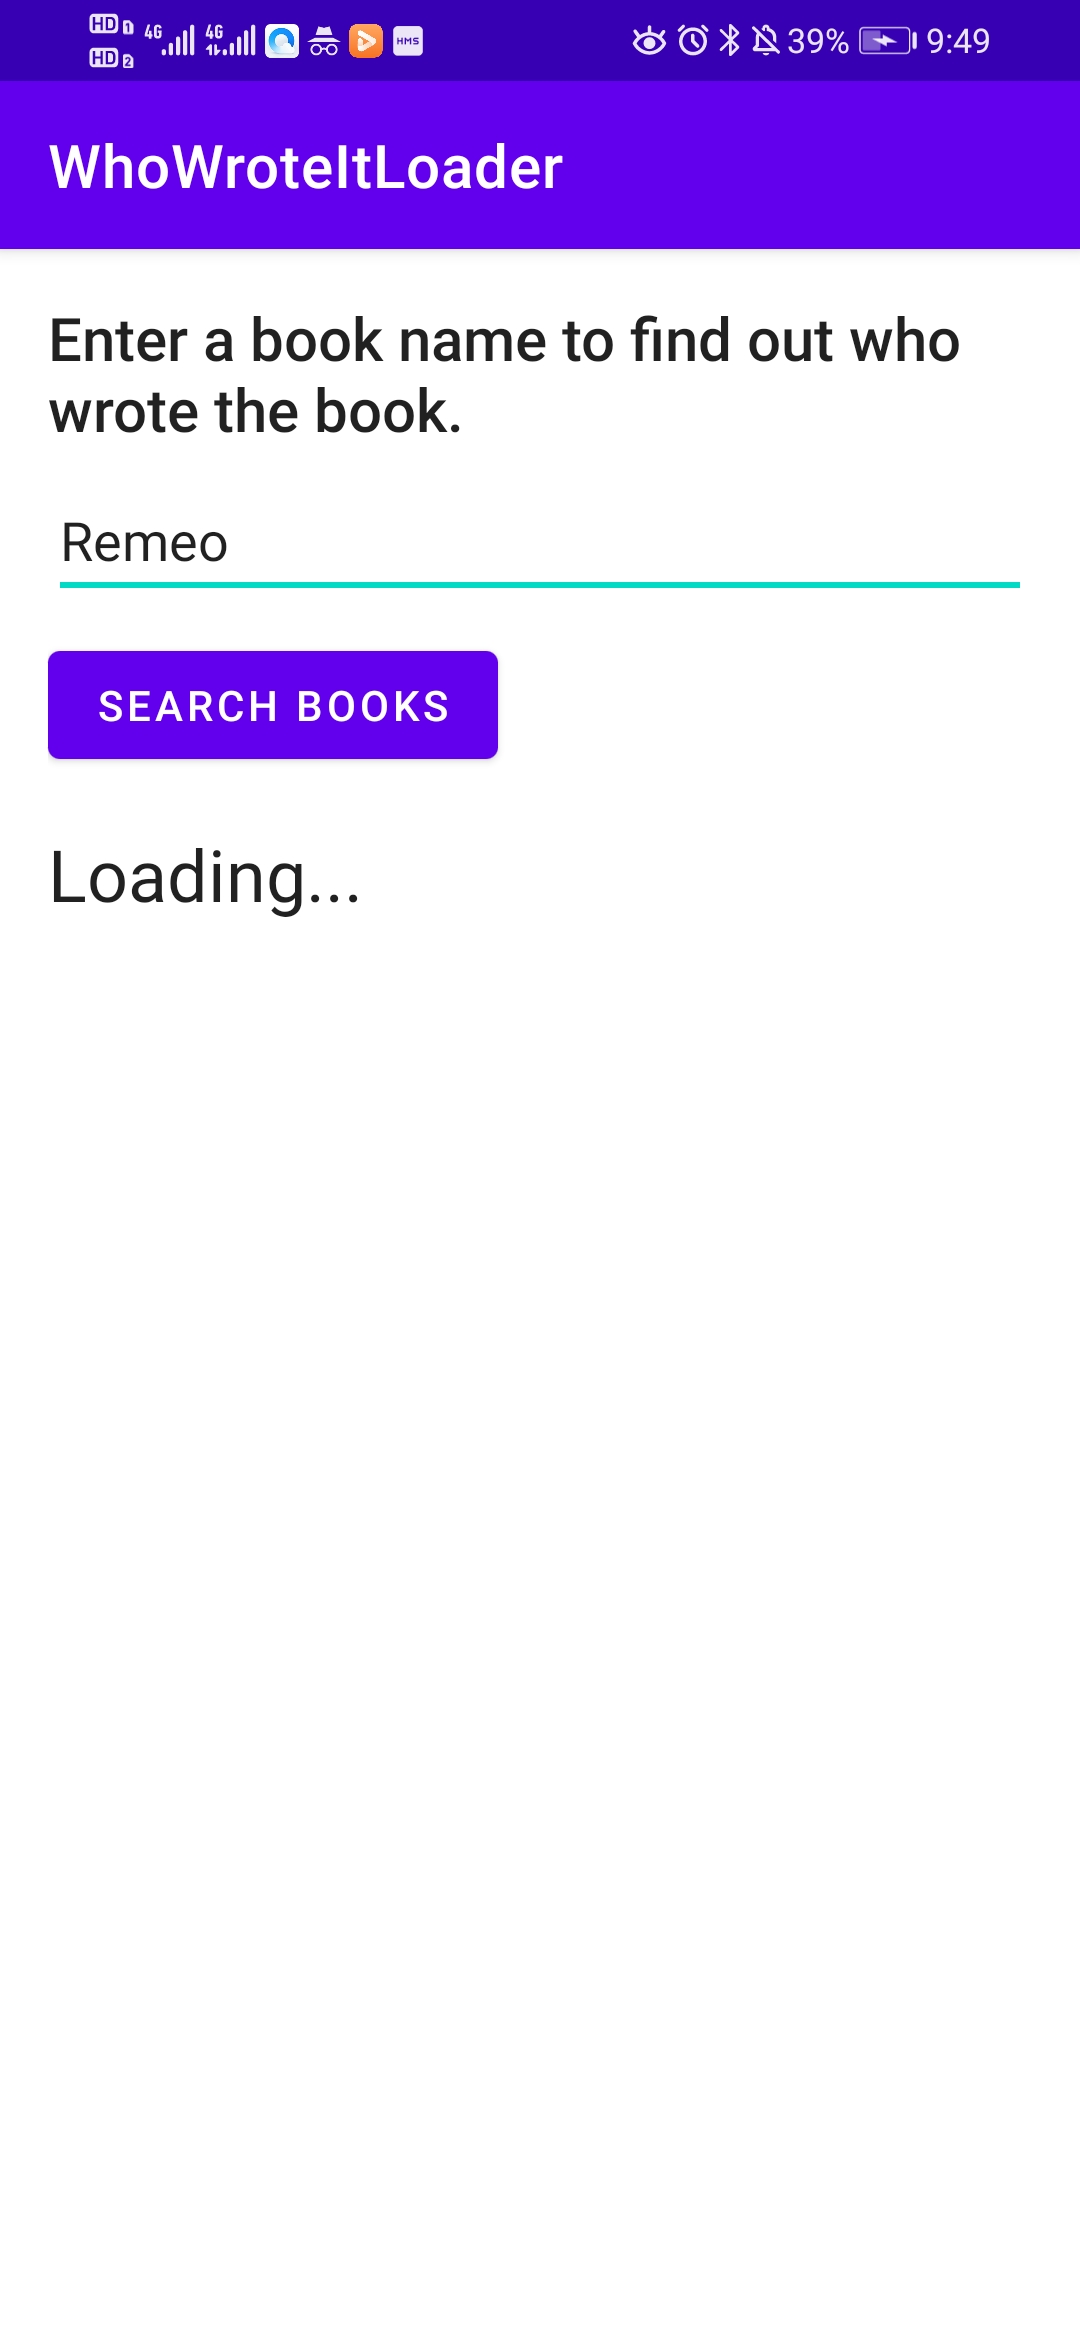 HD 1 4G 4G HMS 39% 9:49
HD 2
WhoWroteItLoader
Enter a book name to find out who
wrote the book.
Remeo
SEARCH BOOKS
Loading...